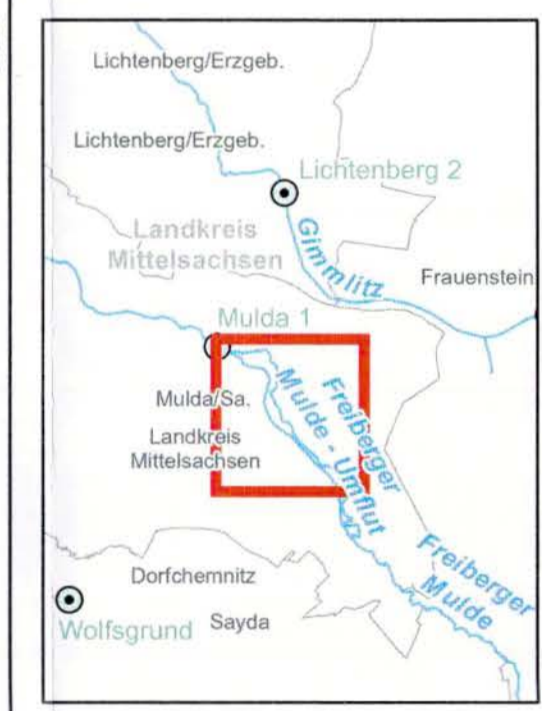 Lichtenberg/Erzgeb.
Lichtenberg/Erzgeb.
Lichtenberg 2
Landkreis
Mittelsachsen
Gimmlitz
Frauenstein
Mulda 1
Mulda/Sa.
Landkreis
Mittelsachsen
Freiberger
Mulde - Umflut
Freiberger
Mulde
Dorfchemnitz
Wolfsgrund
Sayda